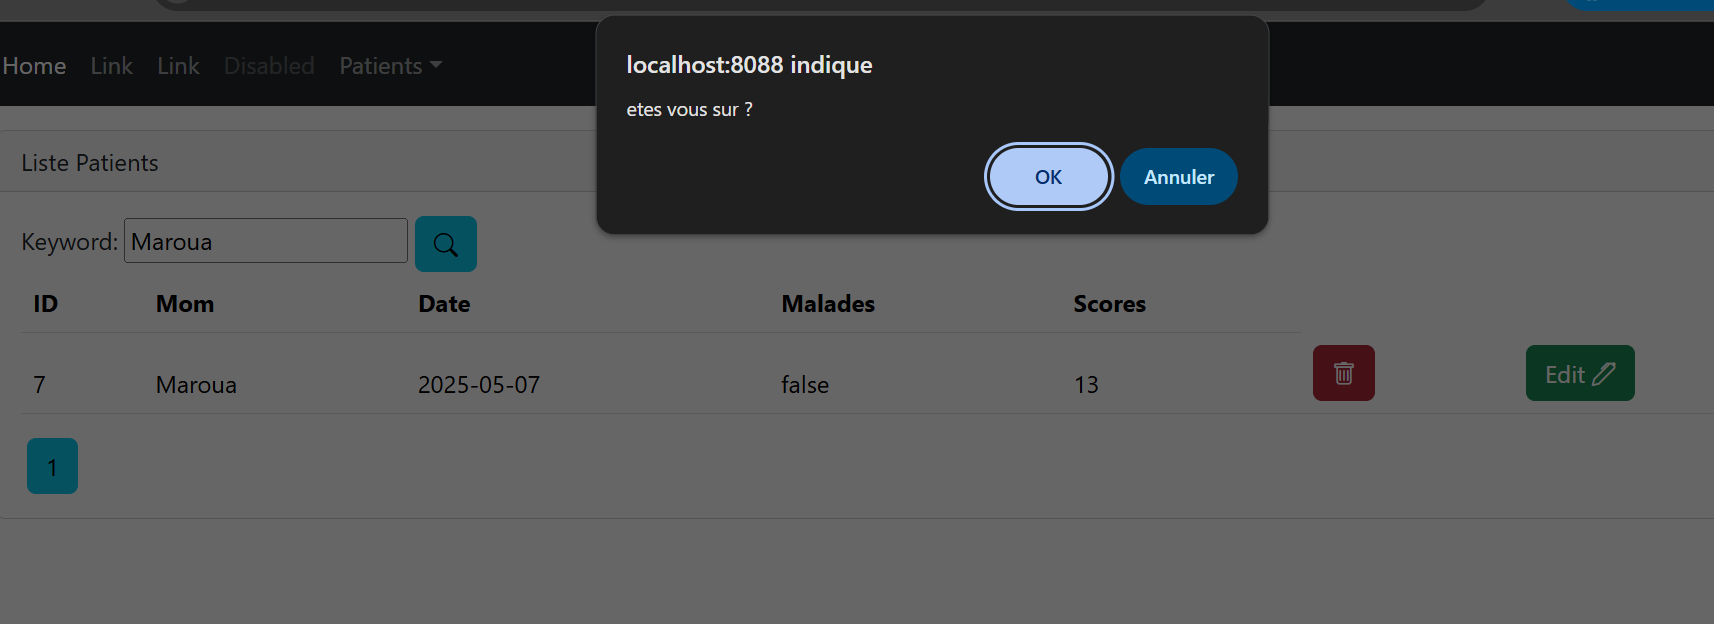 Home Link Link Disabled Patients
localhost:8088 indique
etes vous sur ?
OK Annuler
Liste Patients
Keyword: Maroua
ID Mom Date Malades Scores
7 Maroua 2025-05-07 false 13 Edit
1